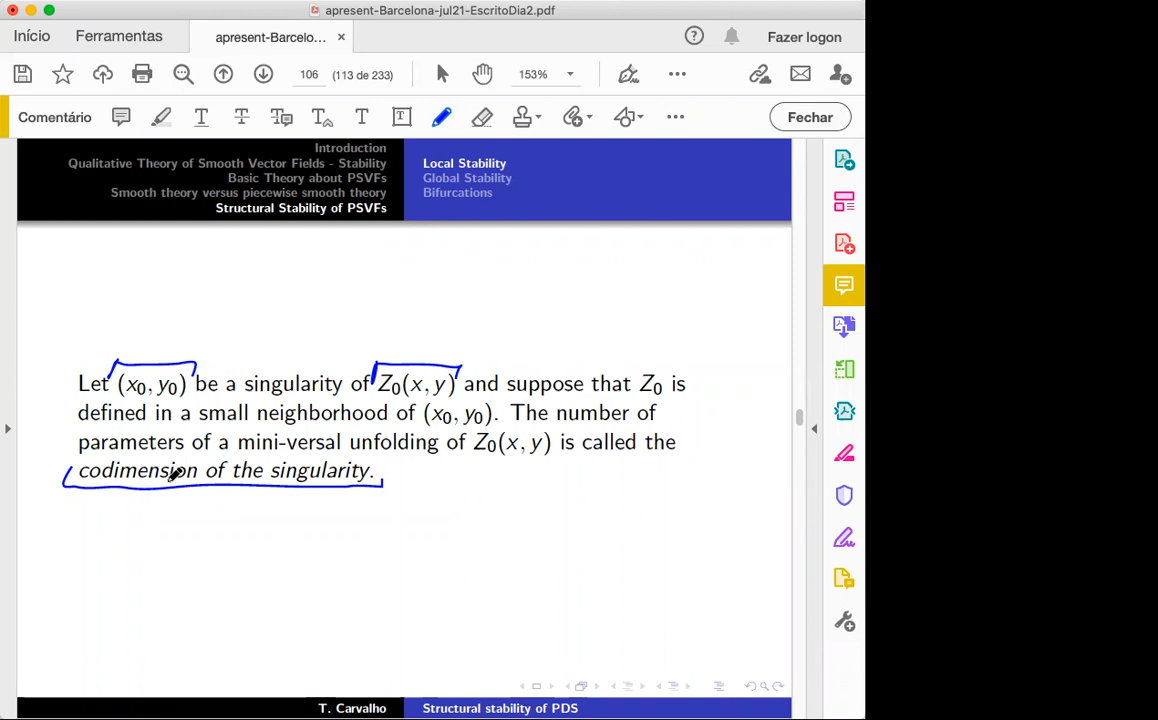 apresent-Barcelona-jul21-EscritoDia2.pdf
Início Ferramentas apresent-Barcelo... × Fazer logon
106 (113 de 233) 153%
Comentário Fechar
Introduction
Qualitative Theory of Smooth Vector Fields - Stability
Basic Theory about PSVFs
Smooth theory versus piecewise smooth theory
Structural Stability of PSVFs
Local Stability
Global Stability
Bifurcations
Let (x₀, y₀) be a singularity of Z₀(x, y) and suppose that Z₀ is
defined in a small neighborhood of (x₀, y₀). The number of
parameters of a mini-versal unfolding of Z₀(x, y) is called the
codimension of the singularity.
T. Carvalho Structural stability of PDS